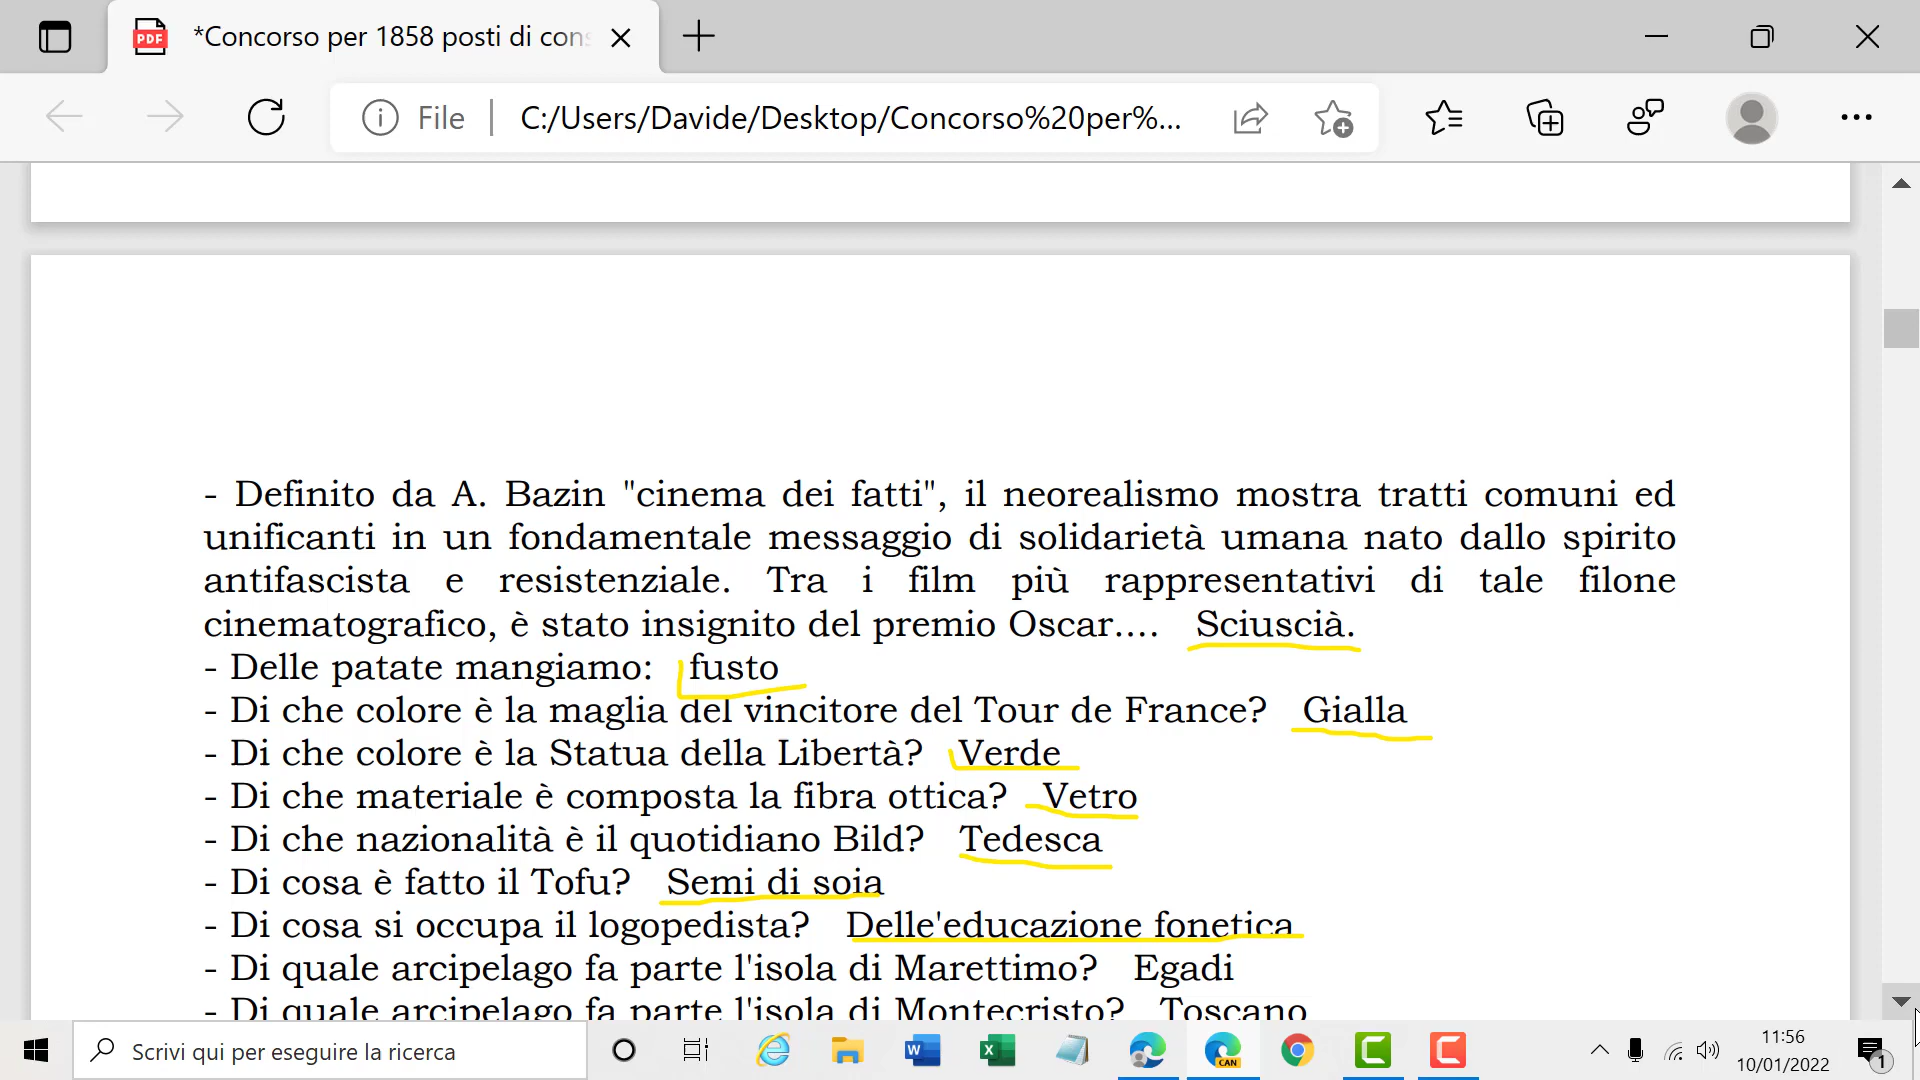 *Concorso per 1858 posti di con
File
C:/Users/Davide/Desktop/Concorso%20per%...
- Definito da A. Bazin "cinema dei fatti", il neorealismo mostra tratti comuni ed
unificanti in un fondamentale messaggio di solidarietà umana nato dallo spirito
antifascista e resistenziale. Tra i film più rappresentativi di tale filone
cinematografico, è stato insignito del premio Oscar.... Sciuscià.
- Delle patate mangiamo: fusto
- Di che colore è la maglia del vincitore del Tour de France? Gialla
- Di che colore è la Statua della Libertà? Verde
- Di che materiale è composta la fibra ottica? Vetro
- Di che nazionalità è il quotidiano Bild? Tedesca
- Di cosa è fatto il Tofu? Semi di soia
- Di cosa si occupa il logopedista? Delle'educazione fonetica
- Di quale arcipelago fa parte l'isola di Marettimo? Egadi
- Di quale arcipelago fa parte l'isola di Montecristo? Toscano
Scrivi qui per eseguire la ricerca
CAN
11:56
10/01/2022
1